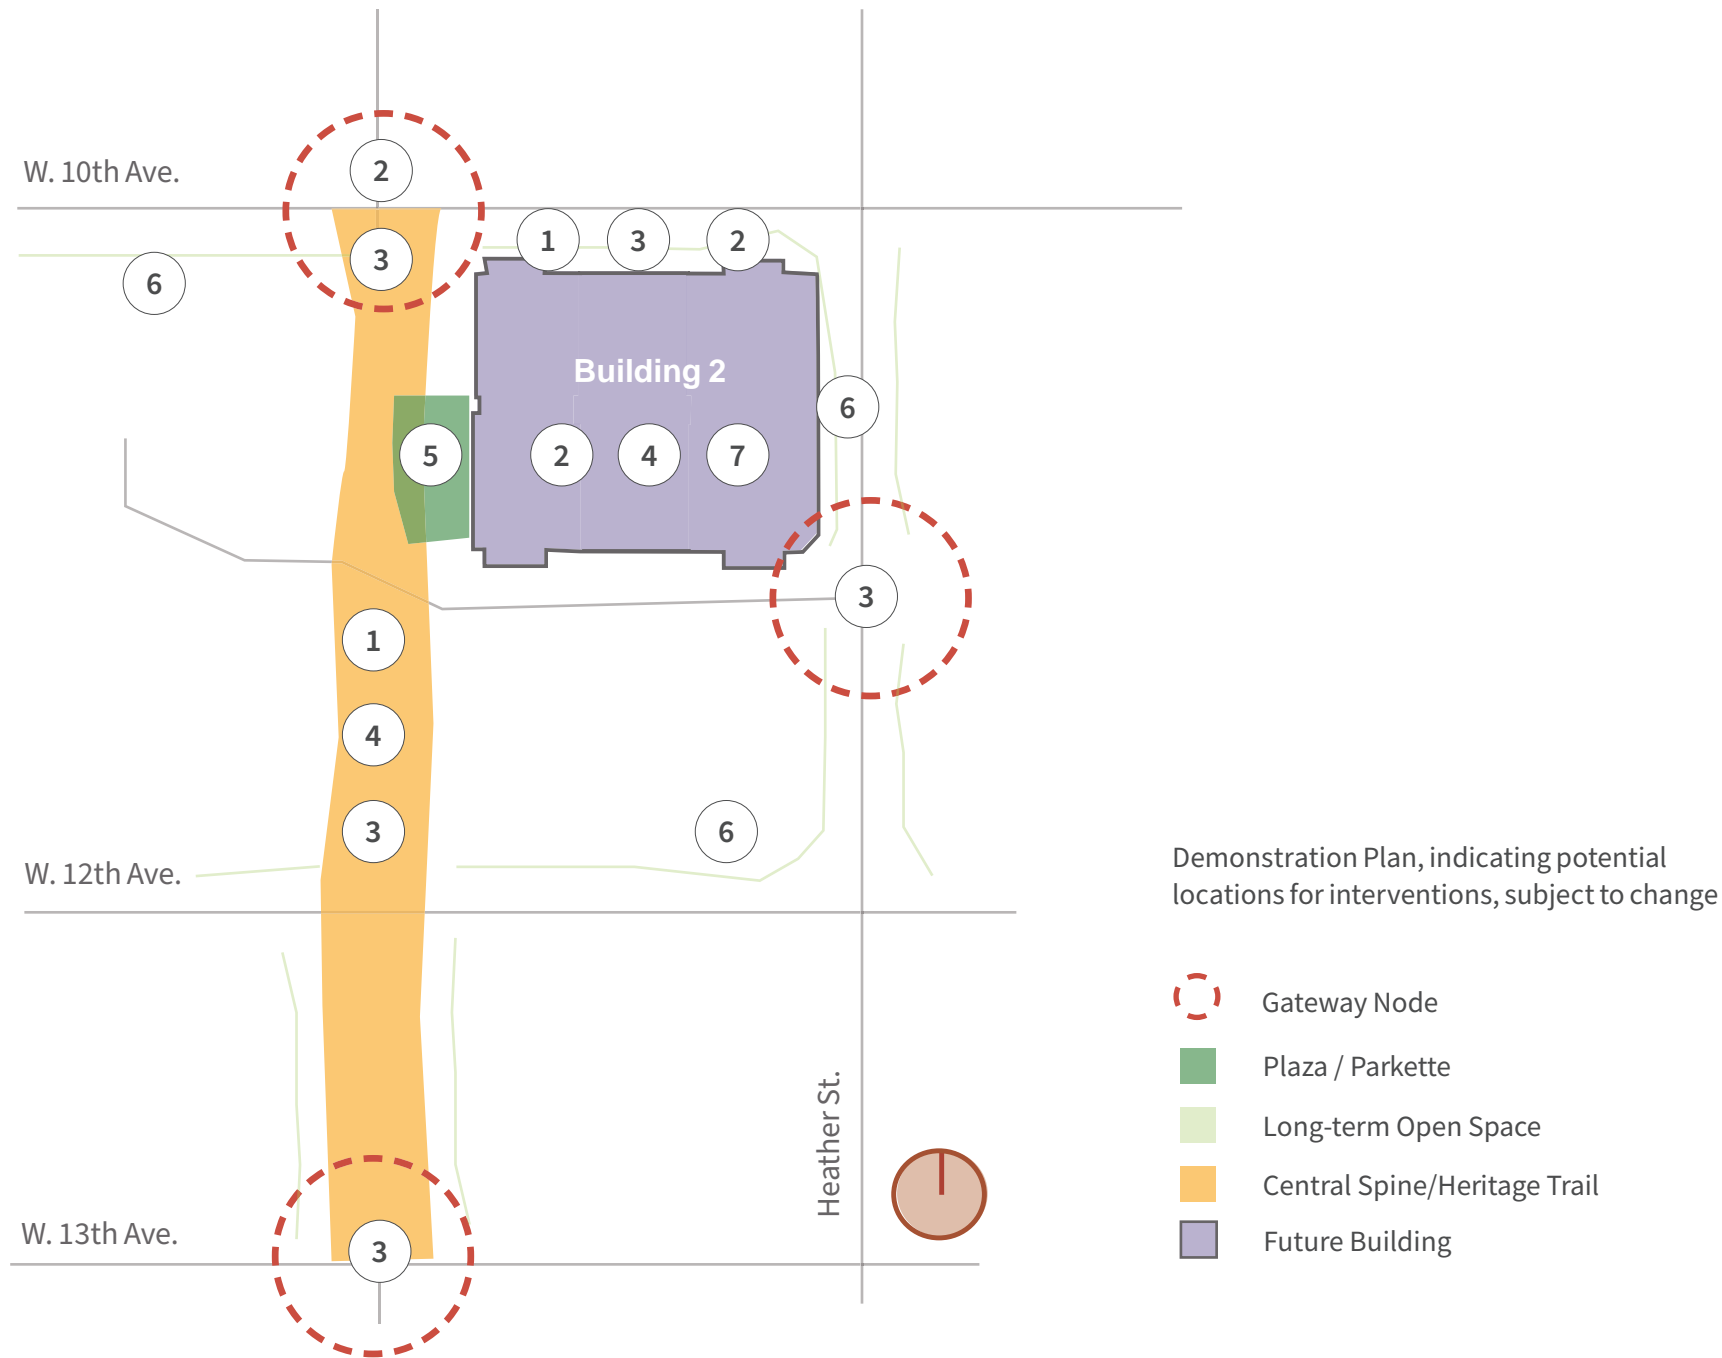 W. 10th Ave.
2
3
1
3
2
6
Building 2
6
5
2
4
7
3
1
4
3
6
W. 12th Ave.
Heather St.
W. 13th Ave.
3
Demonstration Plan, indicating potential
locations for interventions, subject to change
Gateway Node
Plaza / Parkette
Long-term Open Space
Central Spine/Heritage Trail
Future Building